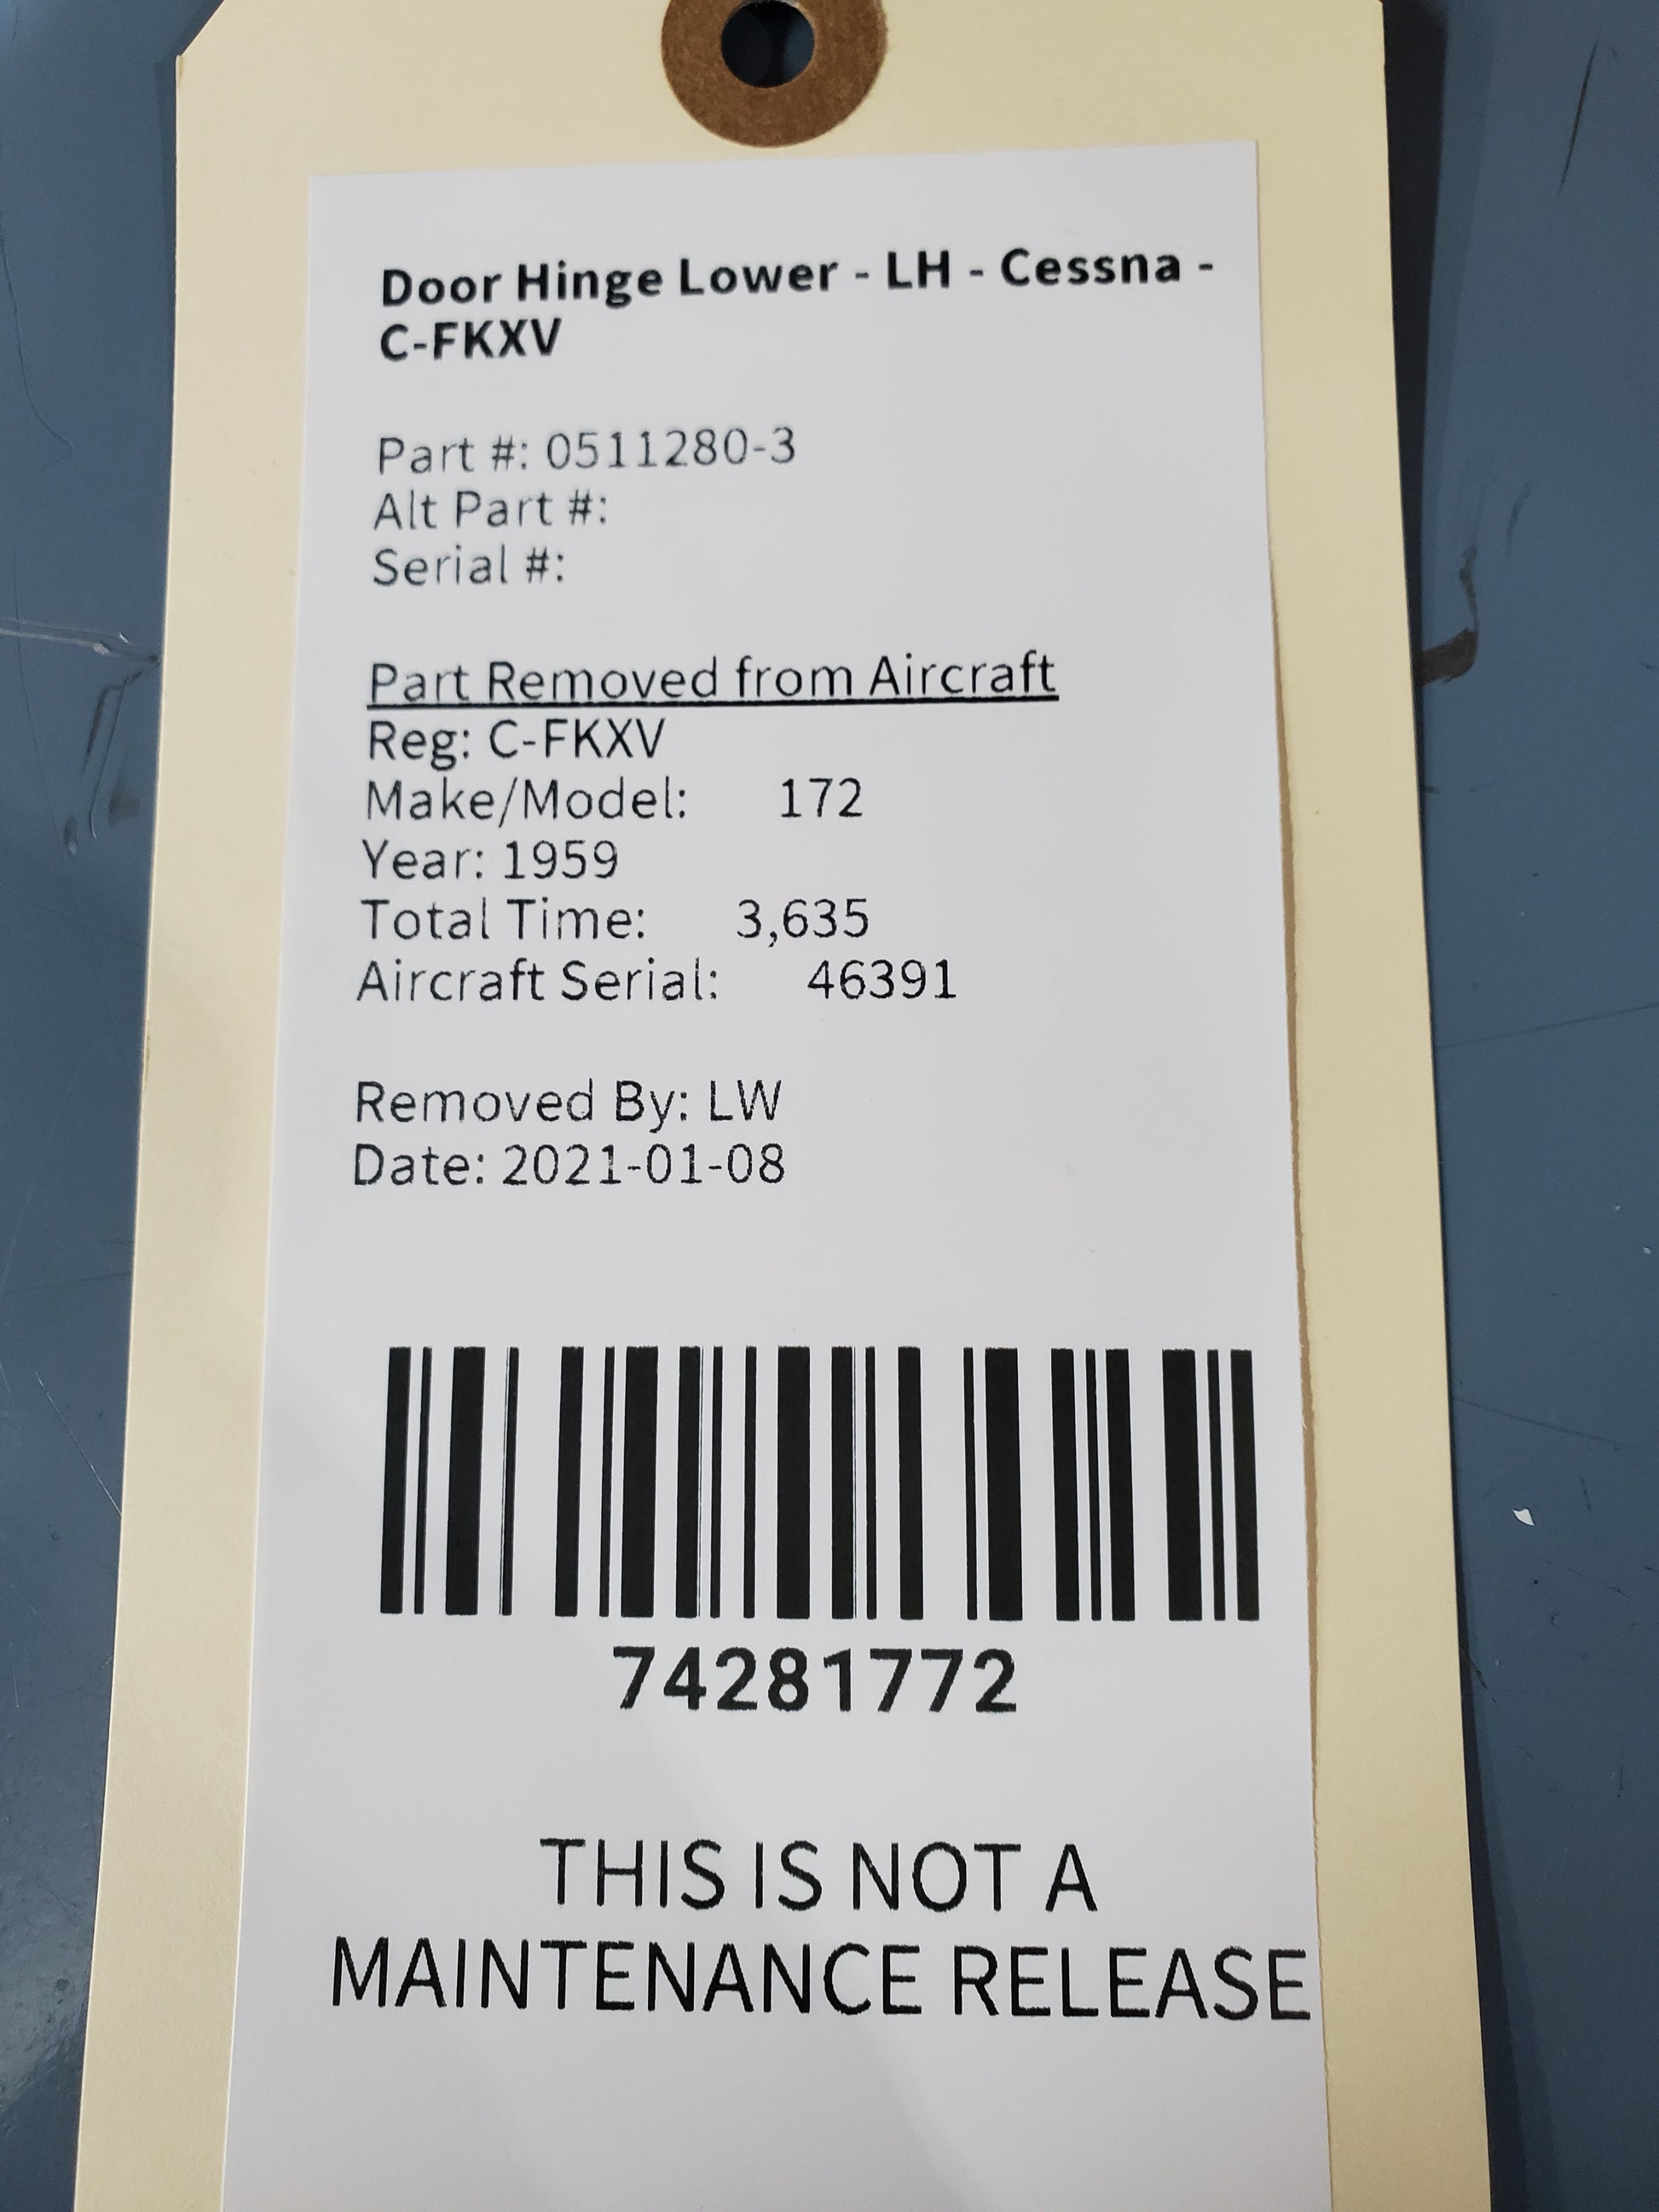 Door Hinge Lower - LH - Cessna -
C-FKXV
Part #: 0511280-3
Alt Part #:
Serial #:
Part Removed from Aircraft
Reg: C-FKXV
Make/Model: 172
Year: 1959
Total Time: 3,635
Aircraft Serial: 46391
Removed By: LW
Date: 2021-01-08
74281772
THIS IS NOT A
MAINTENANCE RELEASE